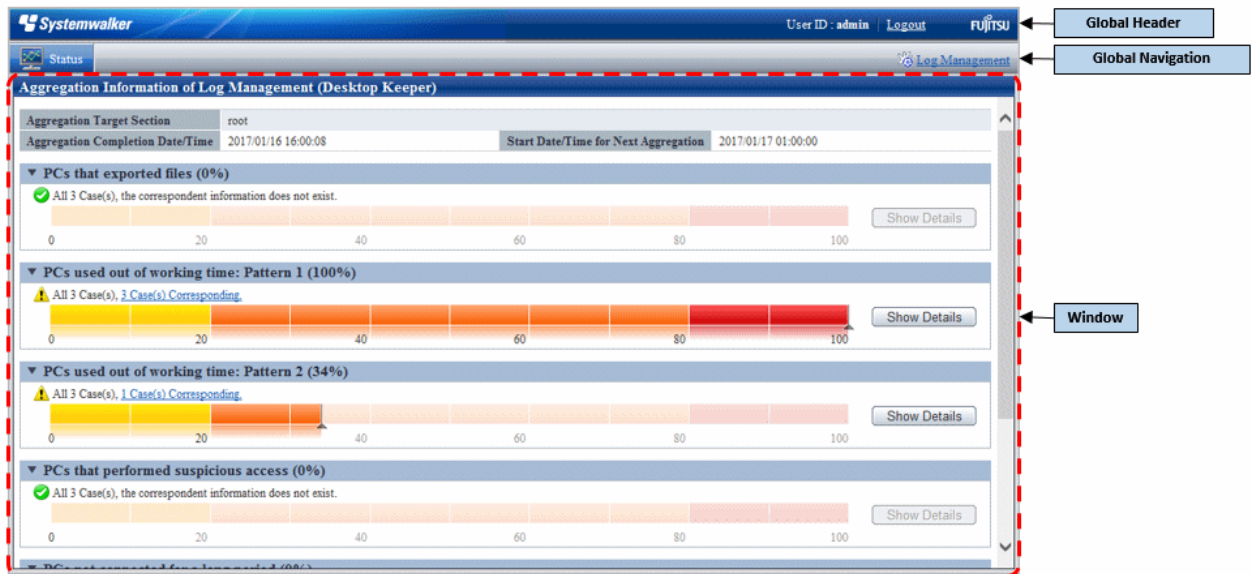 Systemwalker User ID : admin Logout FUJITSU Global Header
Status Log Management Global Navigation
Aggregation Information of Log Management (Desktop Keeper)
Aggregation Target Section root
Aggregation Completion Date/Time 2017/01/16 16:00:08 Start Date/Time for Next Aggregation 2017/01/17 01:00:00
PCs that exported files (0%)
All 3 Case(s), the correspondent information does not exist.
Show Details
0 20 40 60 80 100
PCs used out of working time: Pattern 1 (100%)
All 3 Case(s), 3 Case(s) Corresponding.
Show Details Window
0 20 40 60 80 100
PCs used out of working time: Pattern 2 (34%)
All 3 Case(s), 1 Case(s) Corresponding.
Show Details
0 20 40 60 80 100
PCs that performed suspicious access (0%)
All 3 Case(s), the correspondent information does not exist.
Show Details
0 20 40 60 80 100
PCs not connected for a long period (0%)